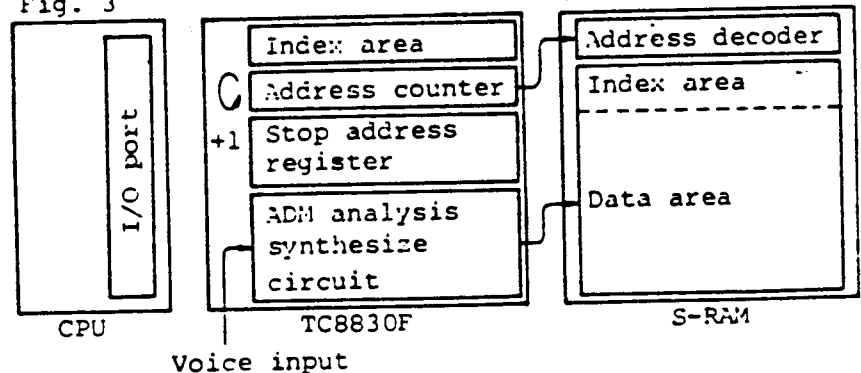 Fig. 3
I/O port
CPU
Index area
Address counter
+1
Stop address
register
ADM analysis
synthesize
circuit
TC8830F
Voice input
Address decoder
Index area
Data area
S-RAM